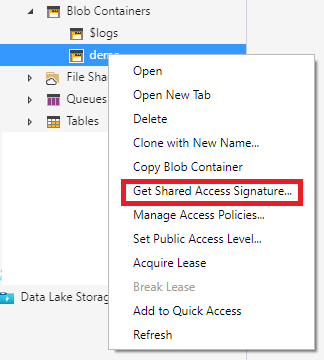 Blob Containers
$logs
dem
Open
File Shar
Open New Tab
Queues
Delete
Tables
Clone with New Name...
Copy Blob Container
Get Shared Access Signature...
Manage Access Policies...
Set Public Access Level...
Acquire Lease
Break Lease
Data Lake Storag
Add to Quick Access
Refresh